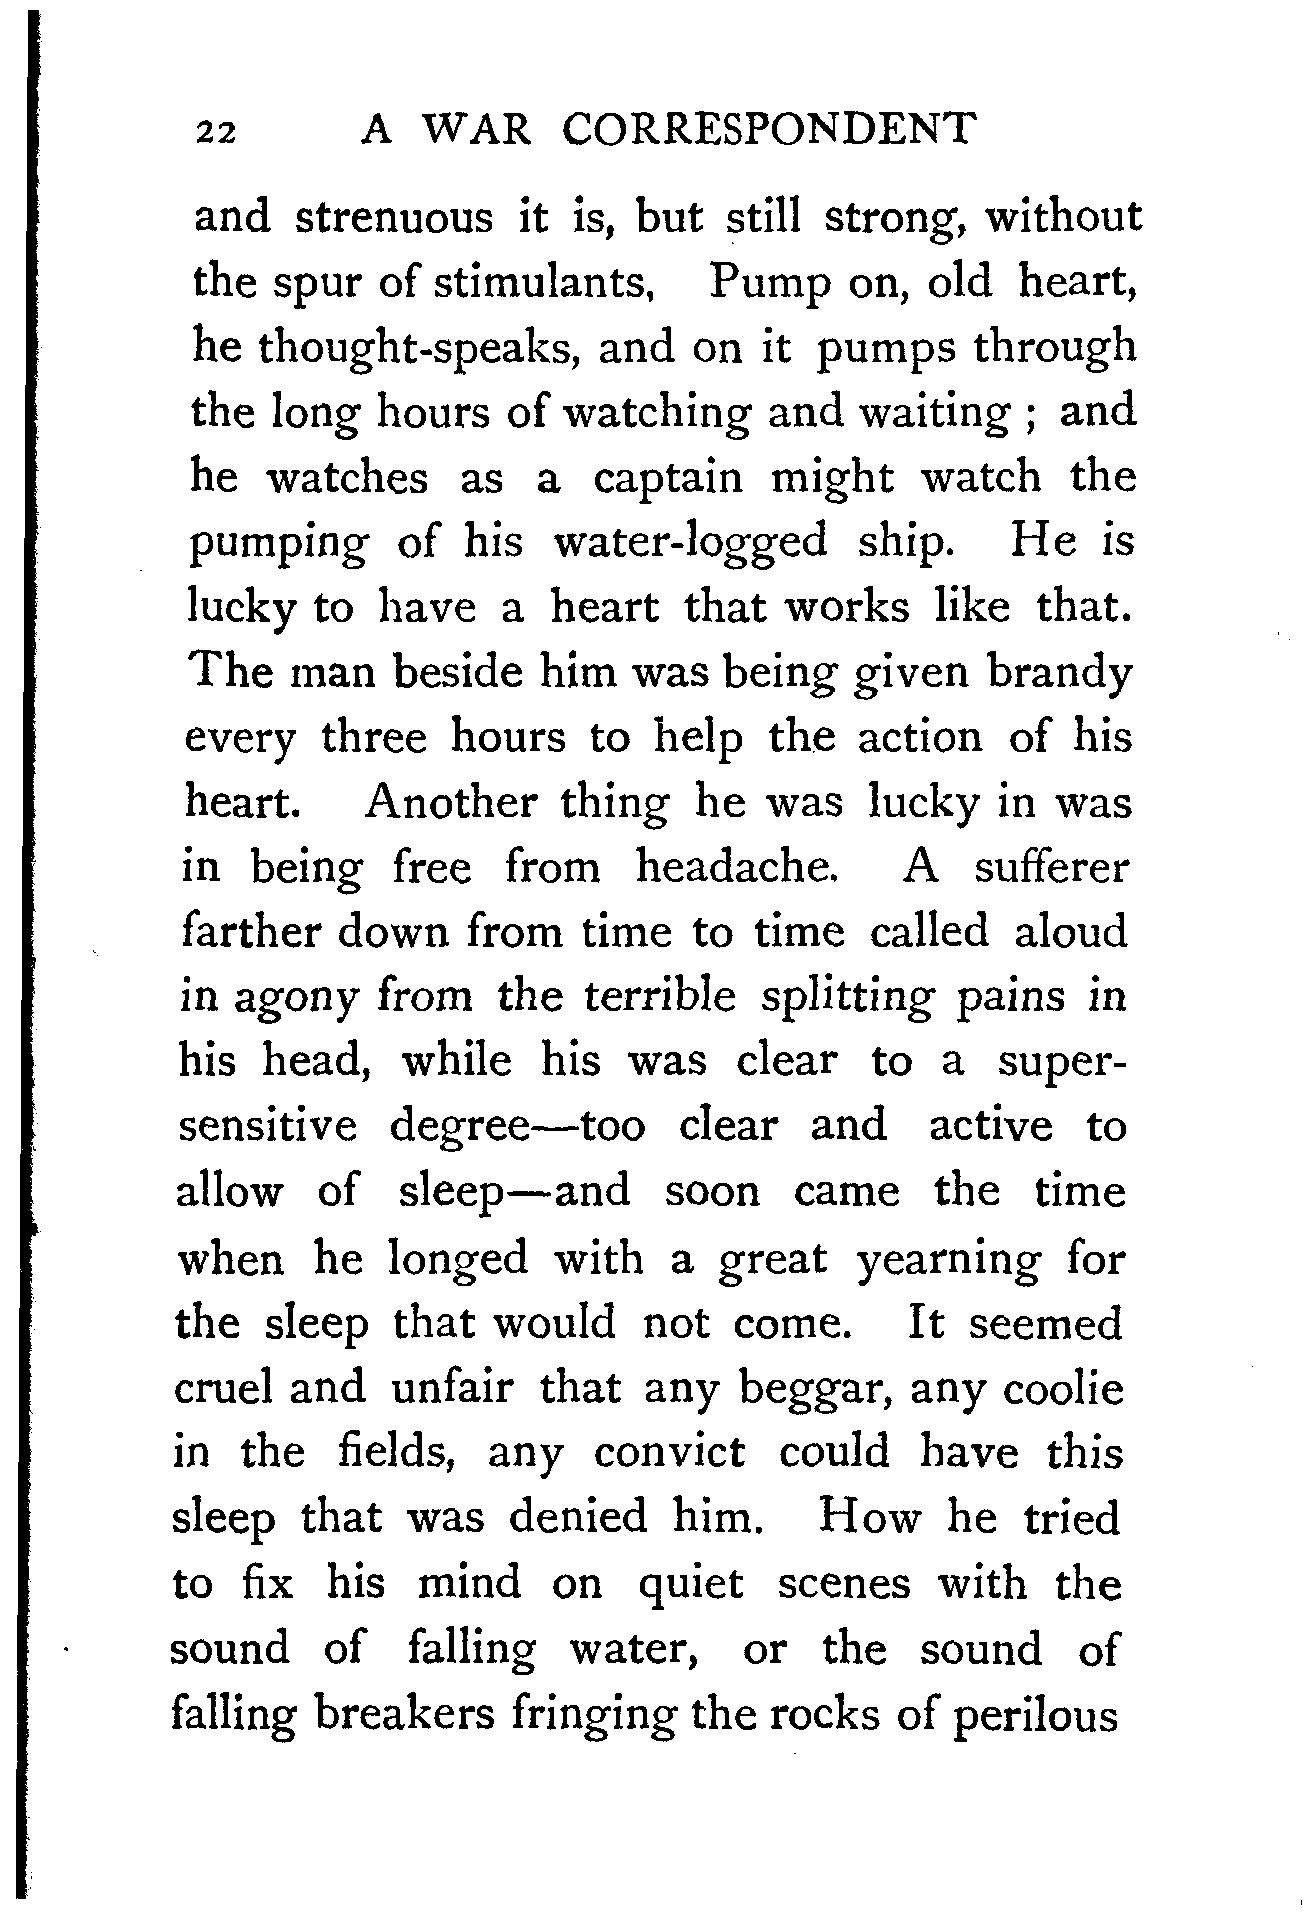 22 A WAR CORRESPONDENT
and strenuous it is, but still strong, without
the spur of stimulants, Pump on, old heart,
he thought-speaks, and on it pumps through
the long hours of watching and waiting ; and
he watches as a captain might watch the
pumping of his water-logged ship. He is
lucky to have a heart that works like that.
The man beside him was being given brandy
every three hours to help the action of his
heart. Another thing he was lucky in was
in being free from headache. A sufferer
farther down from time to time called aloud
in agony from the terrible splitting pains in
his head, while his was clear to a super-
sensitive degree—too clear and active to
allow of sleep—and soon came the time
when he longed with a great yearning for
the sleep that would not come. It seemed
cruel and unfair that any beggar, any coolie
in the fields, any convict could have this
sleep that was denied him. How he tried
to fix his mind on quiet scenes with the
sound of falling water, or the sound of
falling breakers fringing the rocks of perilous